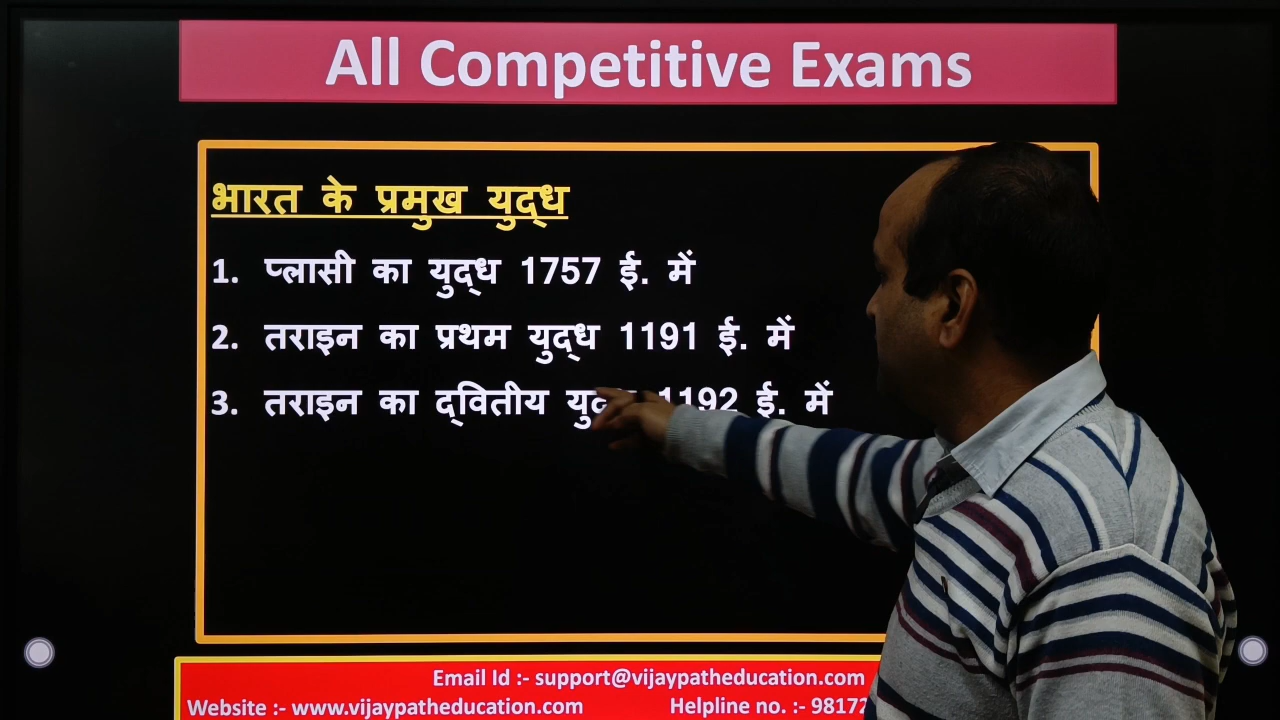 All Competitive Exams
भारत के प्रमुख युद्ध
1. प्लासी का युद्ध 1757 ई. में
2. तराइन का प्रथम युद्ध 1191 ई. में
3. तराइन का द्वितीय 1192 ई. में
Email Id :- support@vijaypatheducation.com
Website :- www.vijaypatheducation.com Helpline no. :-